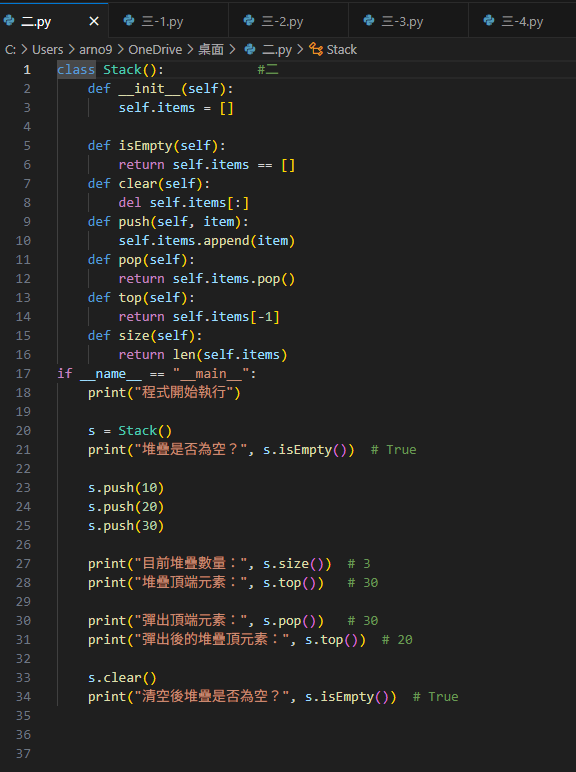 二.py ×  三-1.py  三-2.py  三-3.py  三-4.py
C: > Users > arno9 > OneDrive > 桌面 > 二.py > Stack
1 class Stack():            #二
2     def __init__(self):
3         self.items = []
4
5     def isEmpty(self):
6         return self.items == []
7     def clear(self):
8         del self.items[:]
9     def push(self, item):
10         self.items.append(item)
11     def pop(self):
12         return self.items.pop()
13     def top(self):
14         return self.items[-1]
15     def size(self):
16         return len(self.items)
17 if __name__ == "__main__":
18     print("程式開始執行")
19
20     s = Stack()
21     print("堆疊是否為空？", s.isEmpty())  # True
22
23     s.push(10)
24     s.push(20)
25     s.push(30)
26
27     print("目前堆疊數量：", s.size())  # 3
28     print("堆疊頂端元素：", s.top())   # 30
29
30     print("彈出頂端元素：", s.pop())   # 30
31     print("彈出後的堆疊頂元素：", s.top())  # 20
32
33     s.clear()
34     print("清空後堆疊是否為空？", s.isEmpty())  # True
35
36
37